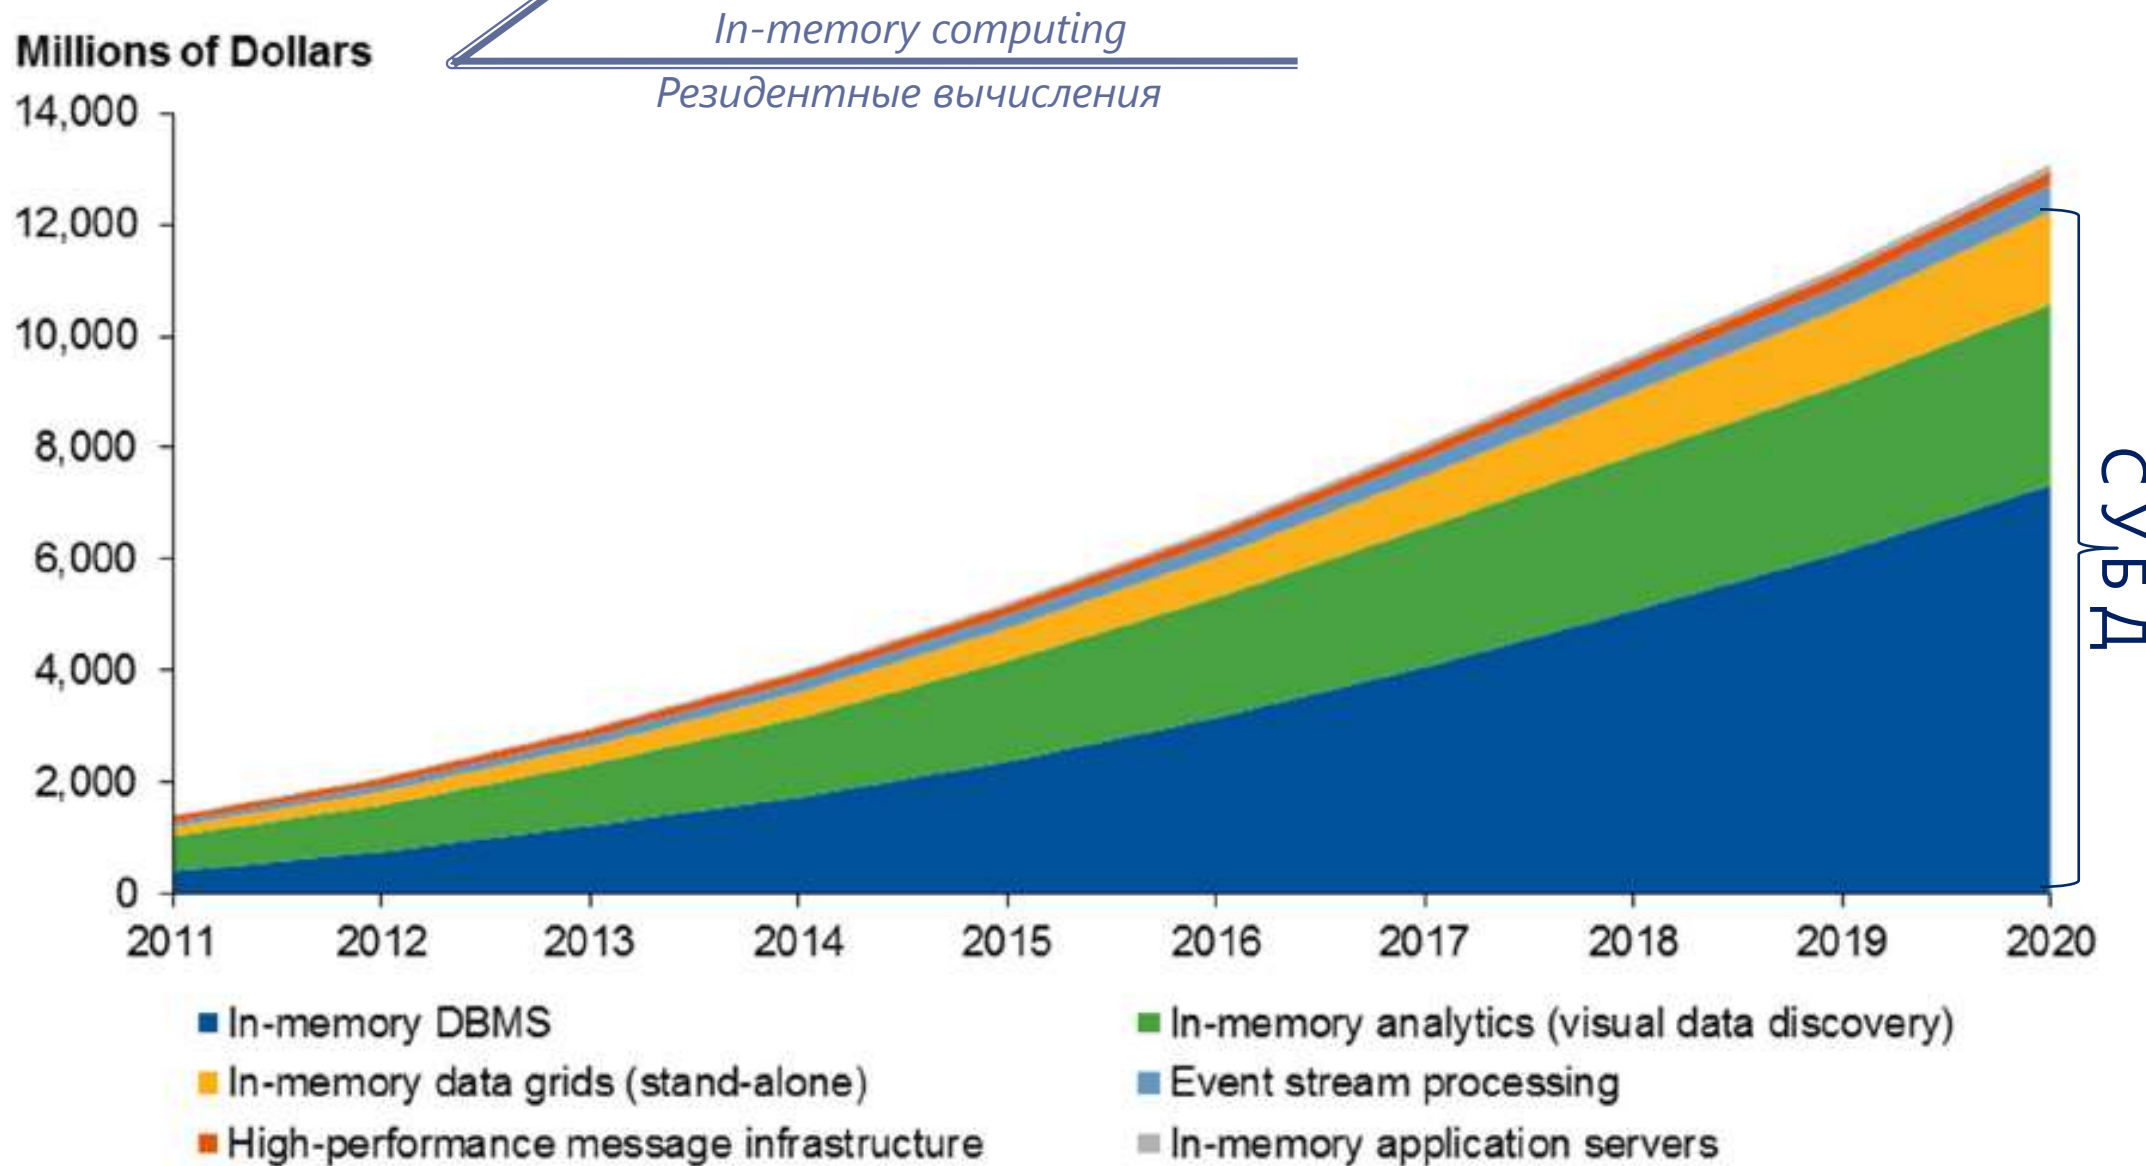 In-memory computing
Millions of Dollars
Резидентные вычисления
14,000
12,000
10,000
8,000
6,000
4,000
2,000
0
2011 2012 2013 2014 2015 2016 2017 2018 2019 2020
СУБД
In-memory DBMS
In-memory analytics (visual data discovery)
In-memory data grids (stand-alone)
Event stream processing
High-performance message infrastructure
In-memory application servers